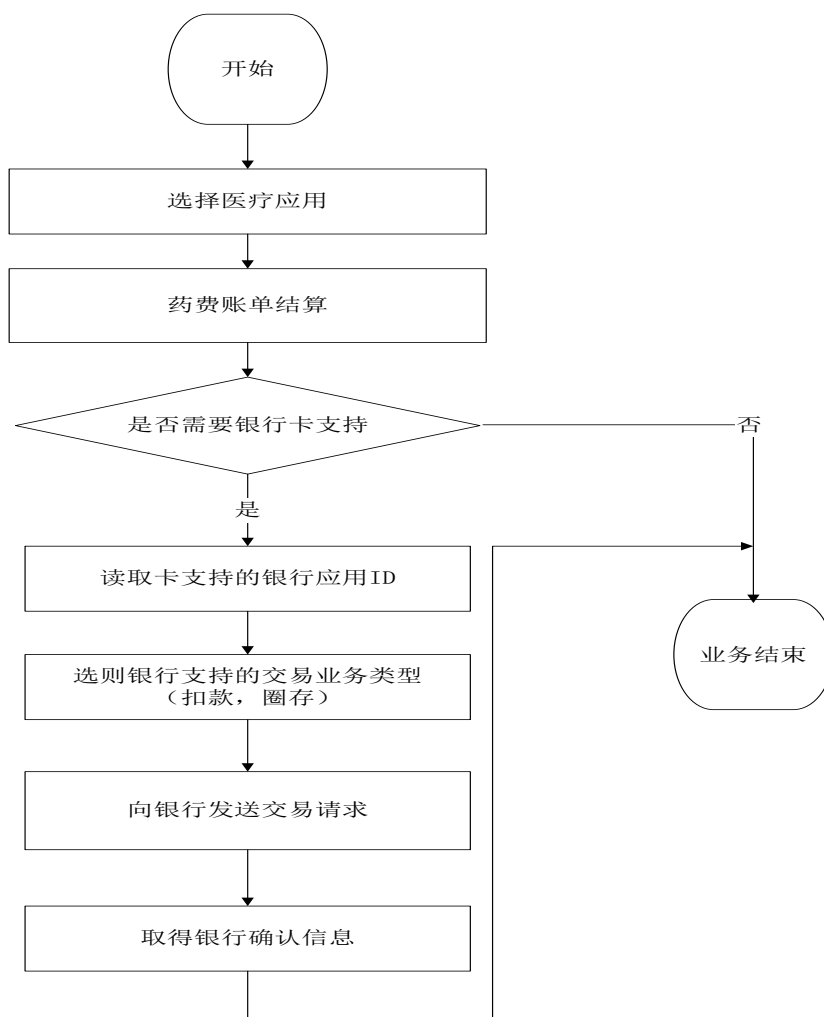 开始
选择医疗应用
药费账单结算
是否需要银行卡支持
否
是
读取卡支持的银行应用ID
选则银行支持的交易业务类型
（扣款，圈存）
业务结束
向银行发送交易请求
取得银行确认信息